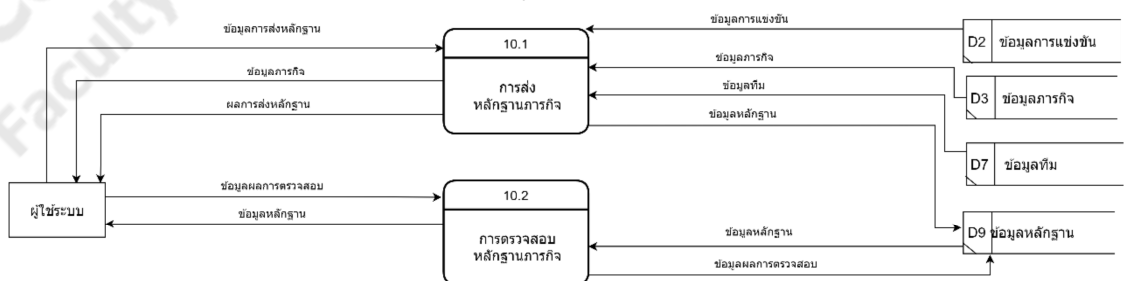 ข้อมูลการแข่งขัน
ข้อมูลการส่งหลักฐาน
10.1
D2 ข้อมูลการแข่งขัน
ข้อมูลภารกิจ
ข้อมูลภารกิจ
การส่ง
หลักฐานภารกิจ
ข้อมูลทีม
D3 ข้อมูลภารกิจ
ผลการส่งหลักฐาน
ข้อมูลหลักฐาน
D7 ข้อมูลทีม
ข้อมูลผลการตรวจสอบ
10.2
ผู้ใช้ระบบ
ข้อมูลหลักฐาน
การตรวจสอบ
หลักฐานภารกิจ
ข้อมูลหลักฐาน
D9 ข้อมูลหลักฐาน
ข้อมูลผลการตรวจสอบ
Faculty